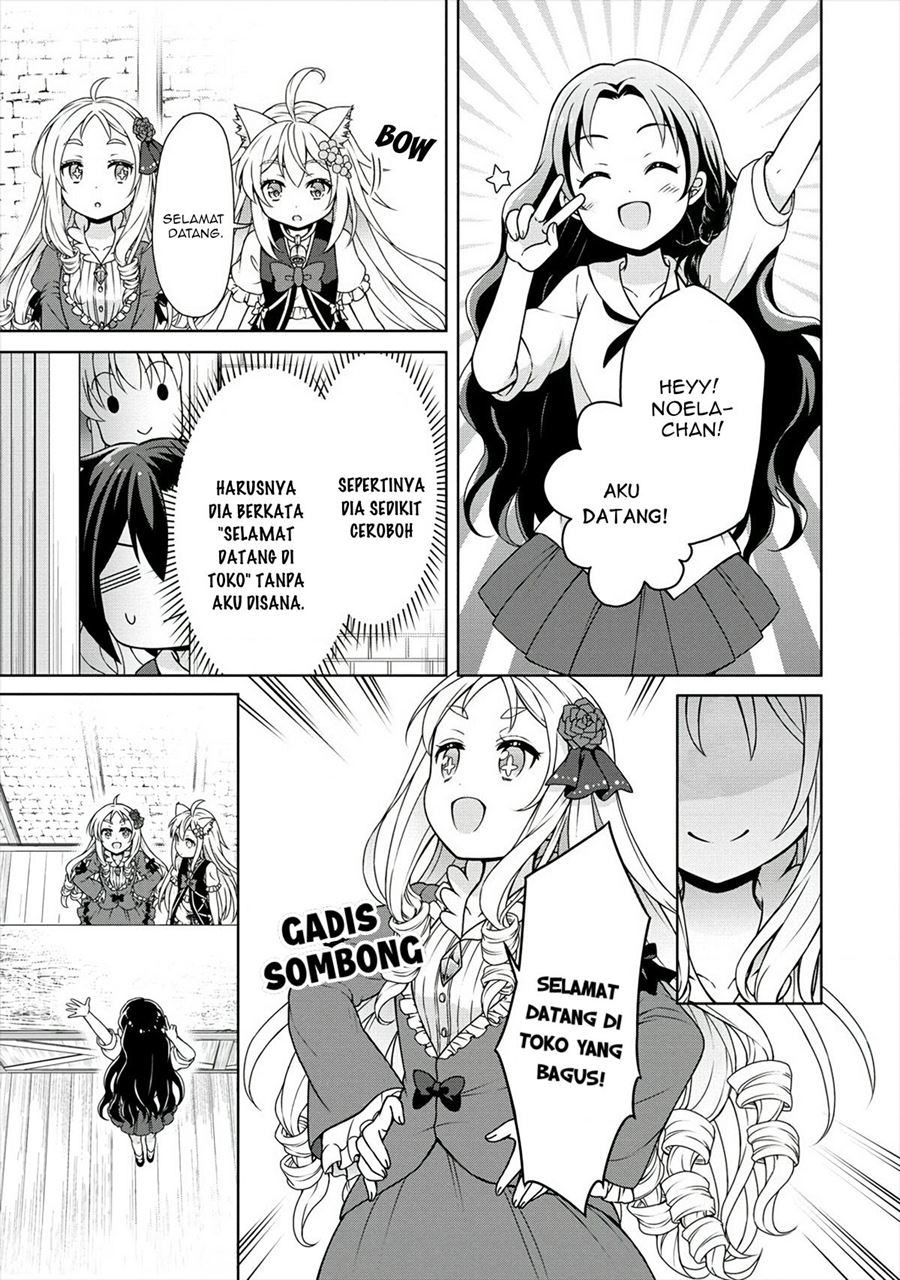 HEYY!
NOELA-
CHAN!
AKU
DATANG!
BOW
SELAMAT
DATANG.
SEPERTINYA
DIA SEDIKIT
CEROBOH
HARUSNYA
DIA BERKATA
"SELAMAT
DATANG DI
TOKO" TANPA
AKU DISANA.
SELAMAT
DATANG DI
TOKO YANG
BAGUS!
GADIS
SOMBONG